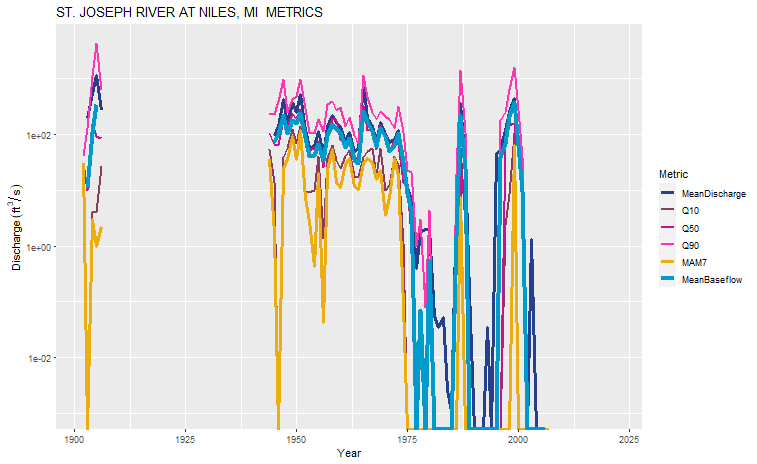 ST. JOSEPH RIVER AT NILES, MI  METRICS
Discharge (ft³/s)
1e+02
1e+00
1e-02
1900
1925
1950
1975
2000
2025
Year
Metric
MeanDischarge
Q10
Q50
Q90
MAM7
MeanBaseflow